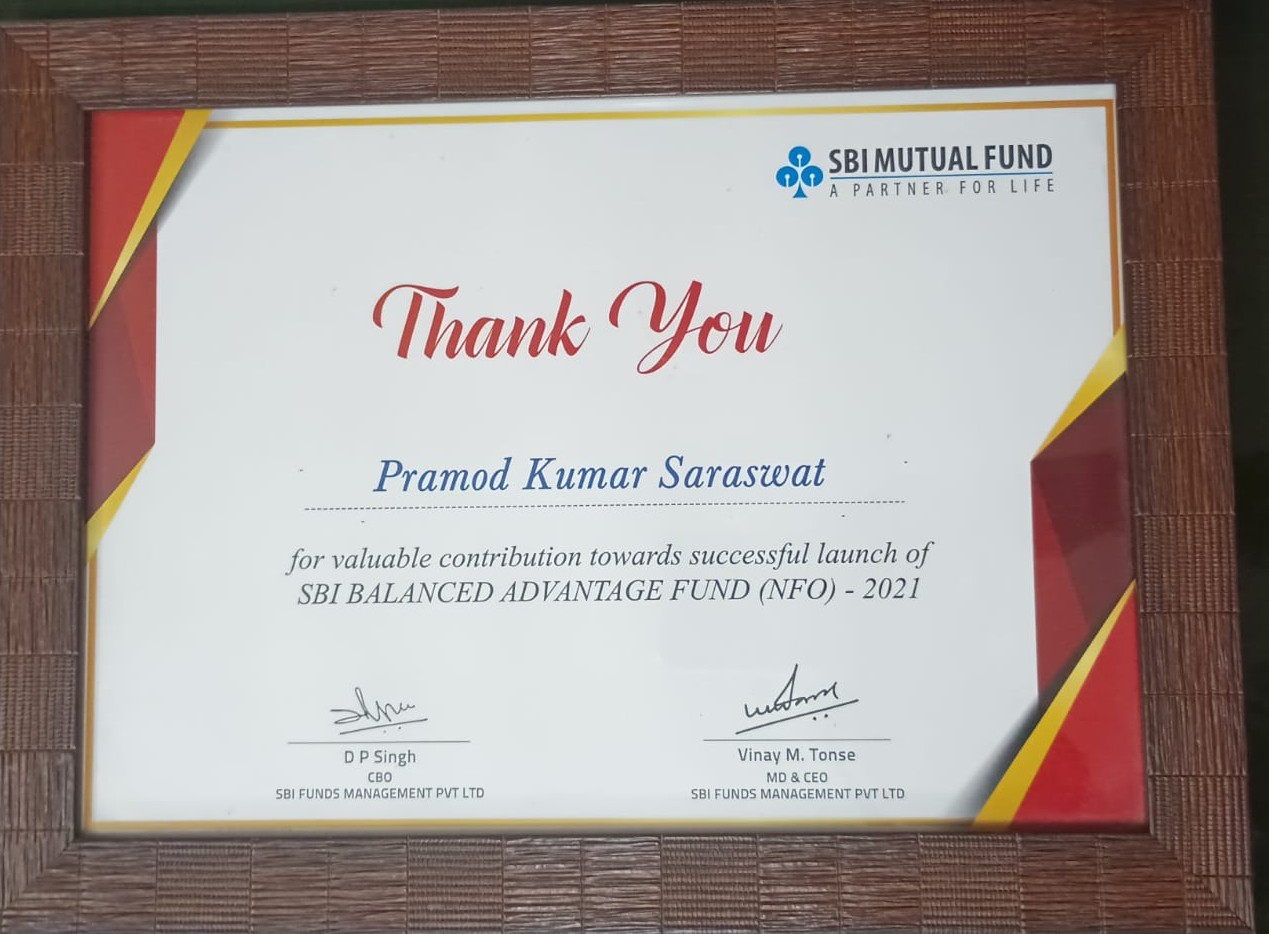 SBI MUTUAL FUND
A PARTNER FOR LIFE
Thank You
Pramod Kumar Saraswat
for valuable contribution towards successful launch of
SBI BALANCED ADVANTAGE FUND (NFO) - 2021
D P Singh
CBO
SBI FUNDS MANAGEMENT PVT LTD
Vinay M. Tonse
MD & CEO
SBI FUNDS MANAGEMENT PVT LTD